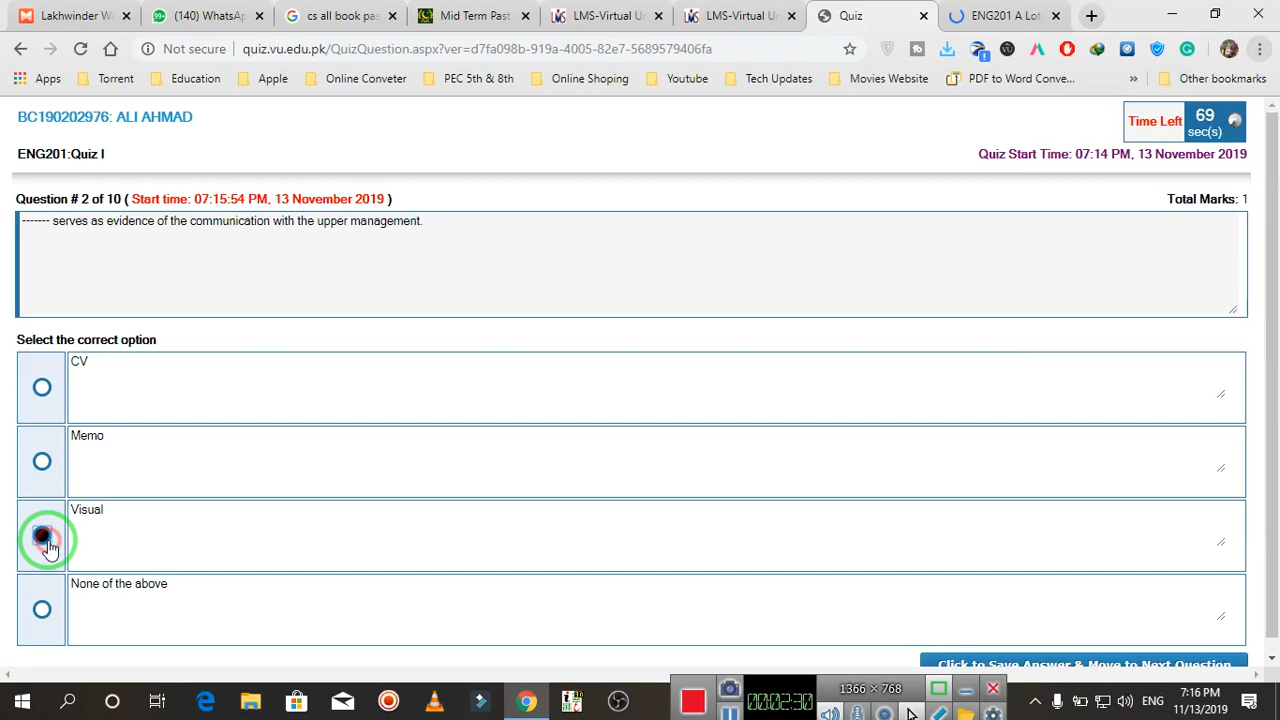 Lakhwinder W
(140) WhatsAp
cs all book pas
Mid Term Past
LMS-Virtual Un
LMS-Virtual Un
Quiz
ENG201 A Lot
Not secure
quiz.vu.edu.pk/QuizQuestion.aspx?ver=d7fa098b-919a-4005-82e7-5689579406fa
Apps
Torrent
Education
Apple
Online Conveter
PEC 5th & 8th
Online Shoping
Youtube
Tech Updates
Movies Website
PDF to Word Conve...
»
Other bookmarks
BC190202976: ALI AHMAD
Time Left 69 sec(s)
ENG201:Quiz I
Quiz Start Time: 07:14 PM, 13 November 2019
Question # 2 of 10 ( Start time: 07:15:54 PM, 13 November 2019 )
Total Marks: 1
------- serves as evidence of the communication with the upper management.
Select the correct option
CV
Memo
Visual
None of the above
Click to Save Answer & Move to Next Question
1366 × 768
00:02:30
ENG
7:16 PM
11/13/2019